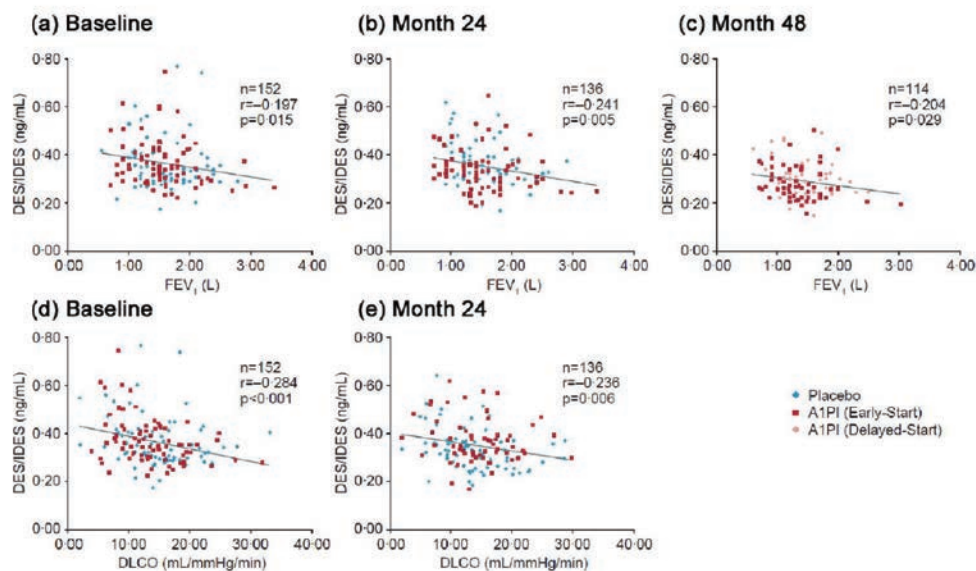 (a) Baseline
(b) Month 24
(c) Month 48
0·80
0·60
0·40
0·20
0·00
DES/IDES (ng/mL)
n=152
r=−0·197
p=0·015
0·00 1·00 2·00 3·00 4·00
FEV1 (L)
0·80
0·60
0·40
0·20
0·00
DES/IDES (ng/mL)
n=136
r=−0·241
p=0·005
0·00 1·00 2·00 3·00 4·00
FEV1 (L)
0·80
0·60
0·40
0·20
0·00
DES/IDES (ng/mL)
n=114
r=−0·204
p=0·029
0·00 1·00 2·00 3·00 4·00
FEV1 (L)
(d) Baseline
(e) Month 24
0·80
0·60
0·40
0·20
0·00
DES/IDES (ng/mL)
n=152
r=−0·284
p<0·001
0·00 10·00 20·00 30·00 40·00
DLCO (mL/mmHg/min)
0·80
0·60
0·40
0·20
0·00
DES/IDES (ng/mL)
n=136
r=−0·236
p=0·006
0·00 10·00 20·00 30·00 40·00
DLCO (mL/mmHg/min)
Placebo
A1PI (Early-Start)
A1PI (Delayed-Start)